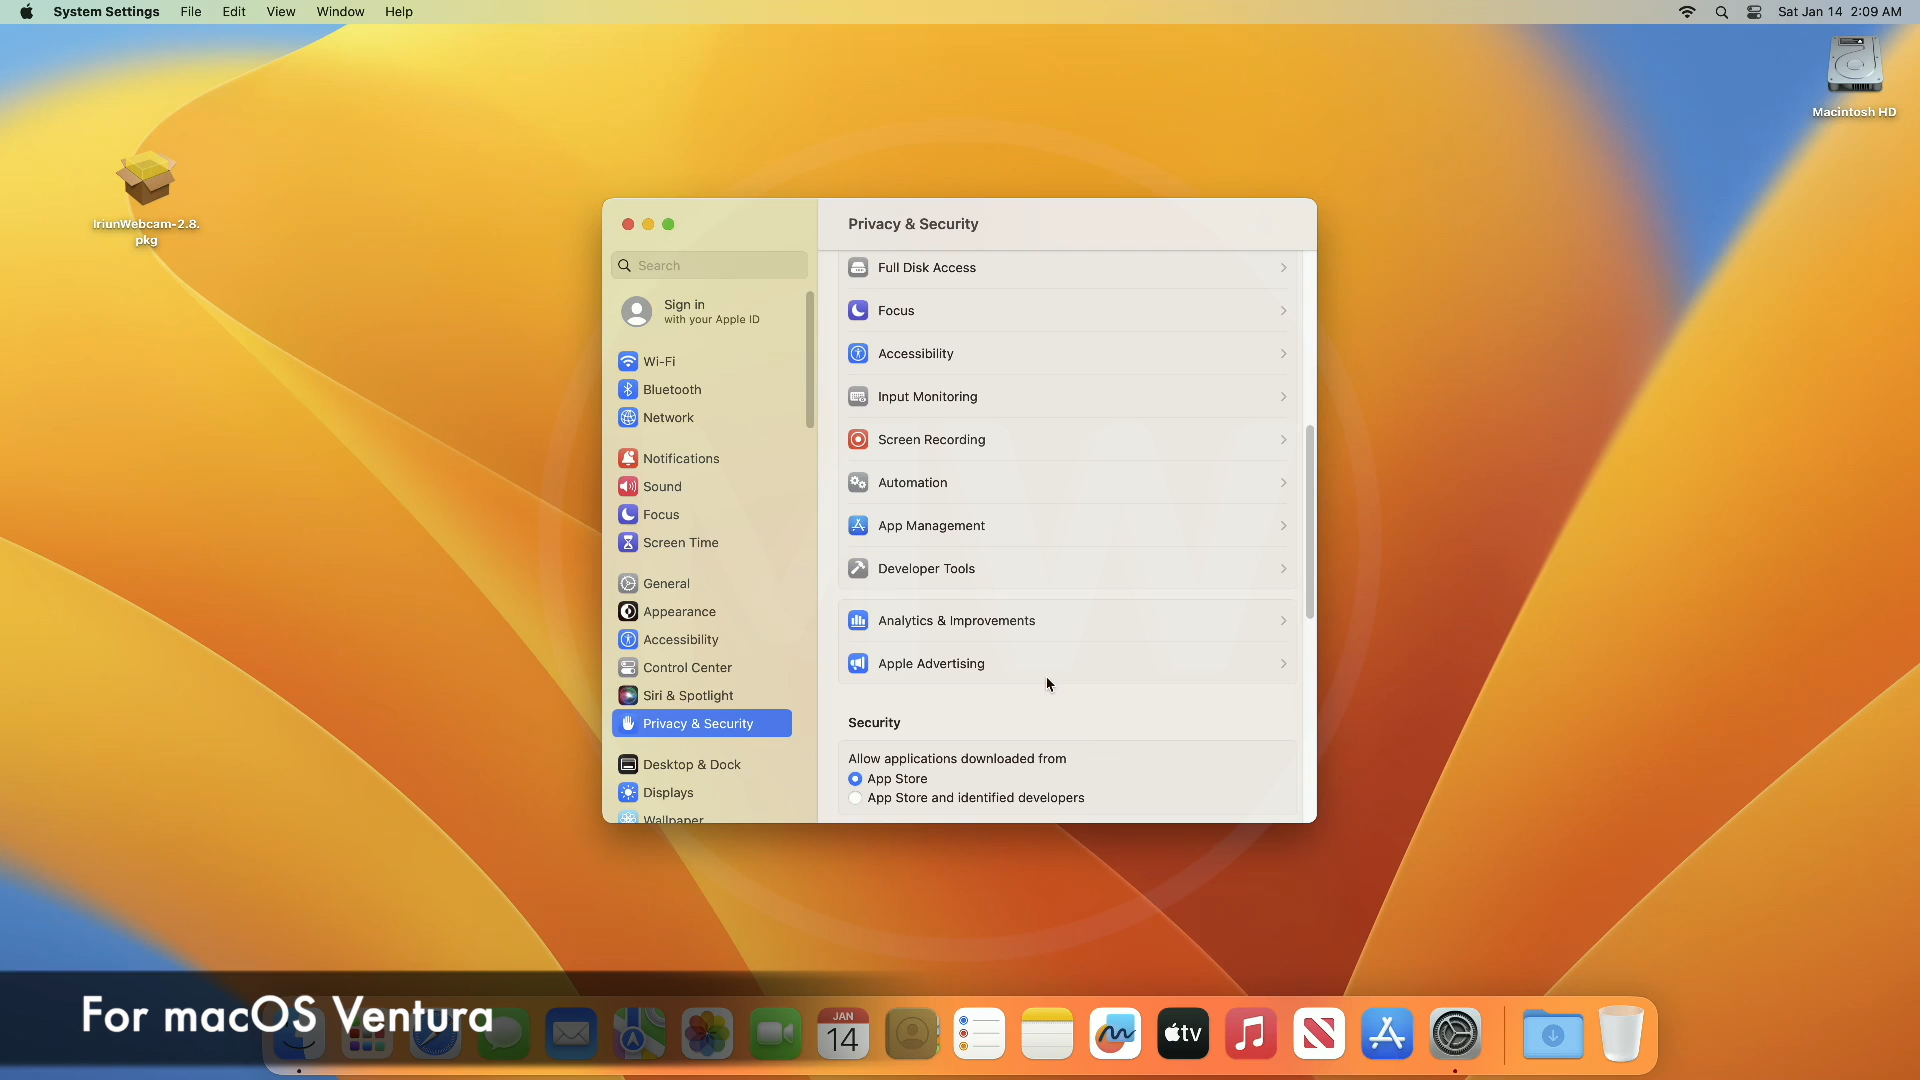 System Settings File Edit View Window Help
Sat Jan 14 2:09 AM
Macintosh HD
IriunWebcam-2.8.
pkg
Privacy & Security
Search
Sign in
with your Apple ID
Wi-Fi
Bluetooth
Network
Notifications
Sound
Focus
Screen Time
General
Appearance
Accessibility
Control Center
Siri & Spotlight
Privacy & Security
Desktop & Dock
Displays
Wallpaper
Full Disk Access
Focus
Accessibility
Input Monitoring
Screen Recording
Automation
App Management
Developer Tools
Analytics & Improvements
Apple Advertising
Security
Allow applications downloaded from
App Store
App Store and identified developers
For macOS Ventura
JAN
14
tv